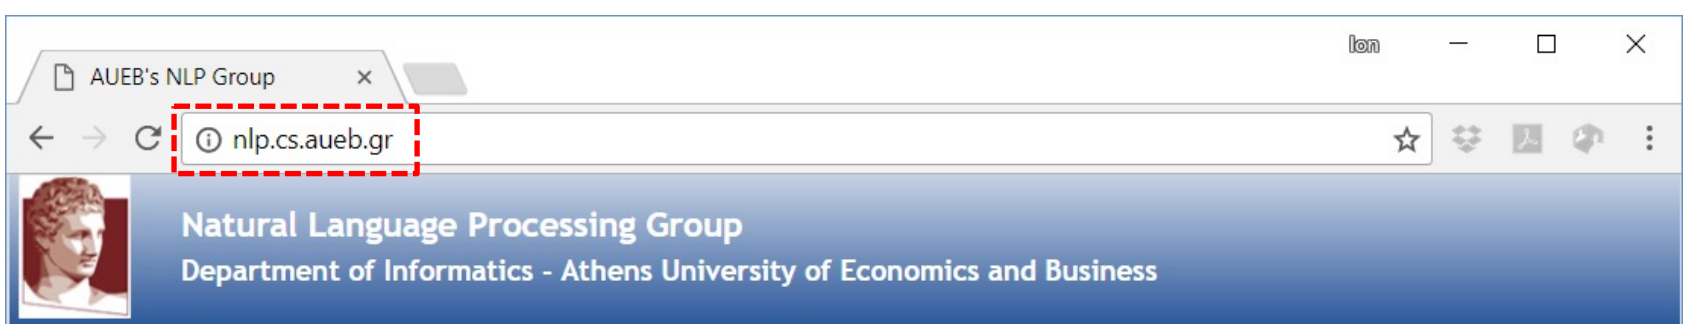 Ion
AUEB's NLP Group
nlp.cs.aueb.gr
Natural Language Processing Group
Department of Informatics - Athens University of Economics and Business